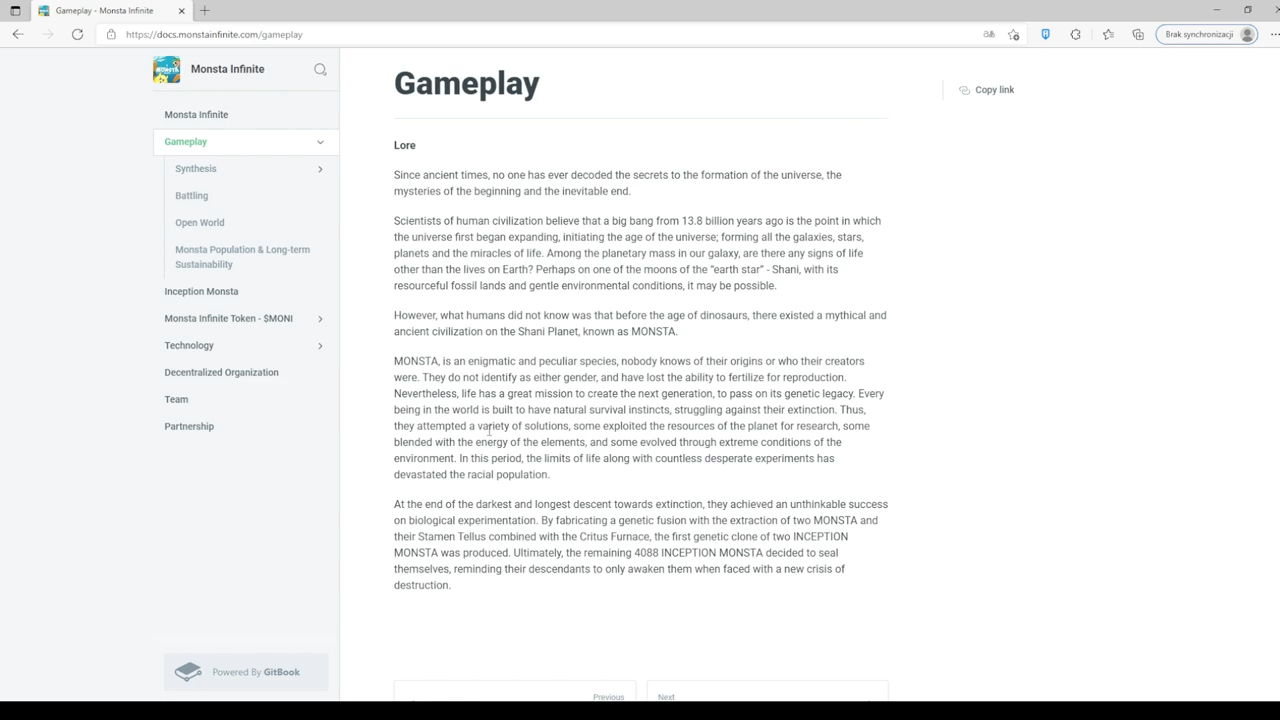 Gameplay - Monsta Infinite
https://docs.monstainfinite.com/gameplay
Brak synchronizacji
Monsta Infinite
Monsta Infinite
Gameplay
Synthesis
Battling
Open World
Monsta Population & Long-term
Sustainability
Inception Monsta
Monsta Infinite Token - $MONI
Technology
Decentralized Organization
Team
Partnership
Powered By GitBook
Gameplay
Copy link
Lore
Since ancient times, no one has ever decoded the secrets to the formation of the universe, the
mysteries of the beginning and the inevitable end.
Scientists of human civilization believe that a big bang from 13.8 billion years ago is the point in which
the universe first began expanding, initiating the age of the universe; forming all the galaxies, stars,
planets and the miracles of life. Among the planetary mass in our galaxy, are there any signs of life
other than the lives on Earth? Perhaps on one of the moons of the “earth star” - Shani, with its
resourceful fossil lands and gentle environmental conditions, it may be possible.
However, what humans did not know was that before the age of dinosaurs, there existed a mythical and
ancient civilization on the Shani Planet, known as MONSTA.
MONSTA, is an enigmatic and peculiar species, nobody knows of their origins or who their creators
were. They do not identify as either gender, and have lost the ability to fertilize for reproduction.
Nevertheless, life has a great mission to create the next generation, to pass on its genetic legacy. Every
being in the world is built to have natural survival instincts, struggling against their extinction. Thus,
they attempted a variety of solutions, some exploited the resources of the planet for research, some
blended with the energy of the elements, and some evolved through extreme conditions of the
environment. In this period, the limits of life along with countless desperate experiments has
devastated the racial population.
At the end of the darkest and longest descent towards extinction, they achieved an unthinkable success
on biological experimentation. By fabricating a genetic fusion with the extraction of two MONSTA and
their Stamen Tellus combined with the Critus Furnace, the first genetic clone of two INCEPTION
MONSTA was produced. Ultimately, the remaining 4088 INCEPTION MONSTA decided to seal
themselves, reminding their descendants to only awaken them when faced with a new crisis of
destruction.
Previous
Next